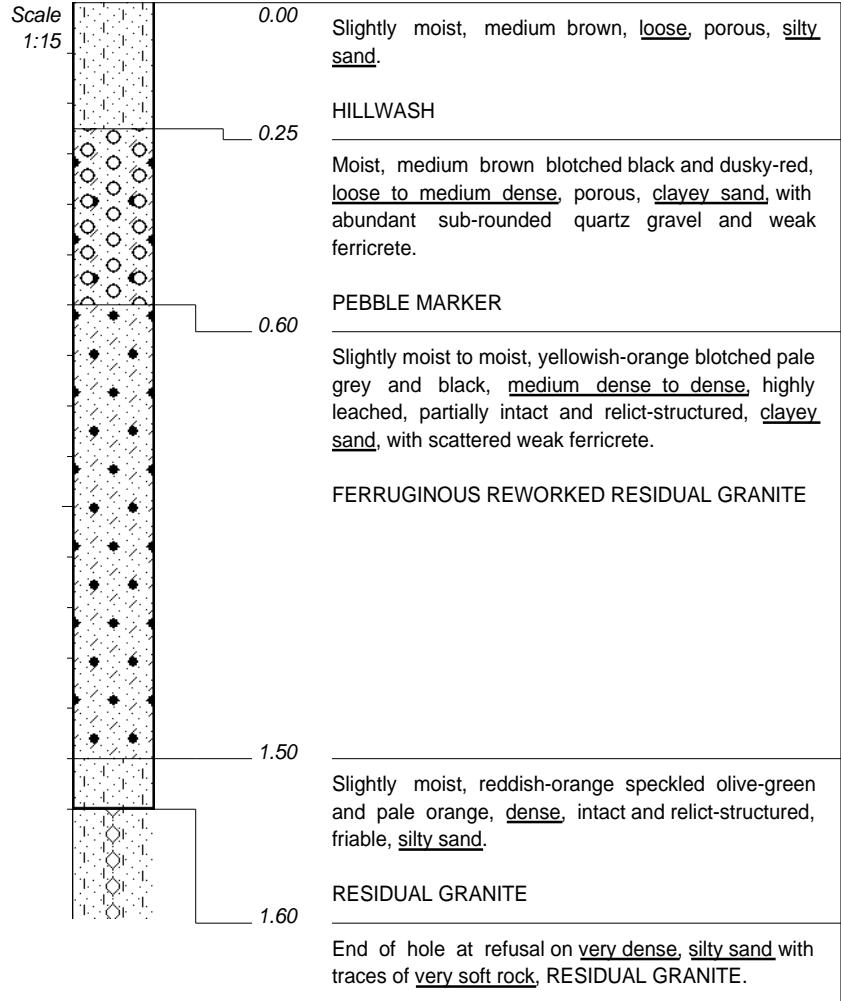 Scale
1:15
0.00
Slightly moist, medium brown, loose, porous, silty
sand.
HILLWASH
0.25
Moist, medium brown blotched black and dusky-red,
loose to medium dense, porous, clayey sand, with
abundant sub-rounded quartz gravel and weak
ferricrete.
PEBBLE MARKER
0.60
Slightly moist to moist, yellowish-orange blotched pale
grey and black, medium dense to dense, highly
leached, partially intact and relict-structured, clayey
sand, with scattered weak ferricrete.
FERRUGINOUS REWORKED RESIDUAL GRANITE
1.50
Slightly moist, reddish-orange speckled olive-green
and pale orange, dense, intact and relict-structured,
friable, silty sand.
RESIDUAL GRANITE
1.60
End of hole at refusal on very dense, silty sand with
traces of very soft rock, RESIDUAL GRANITE.